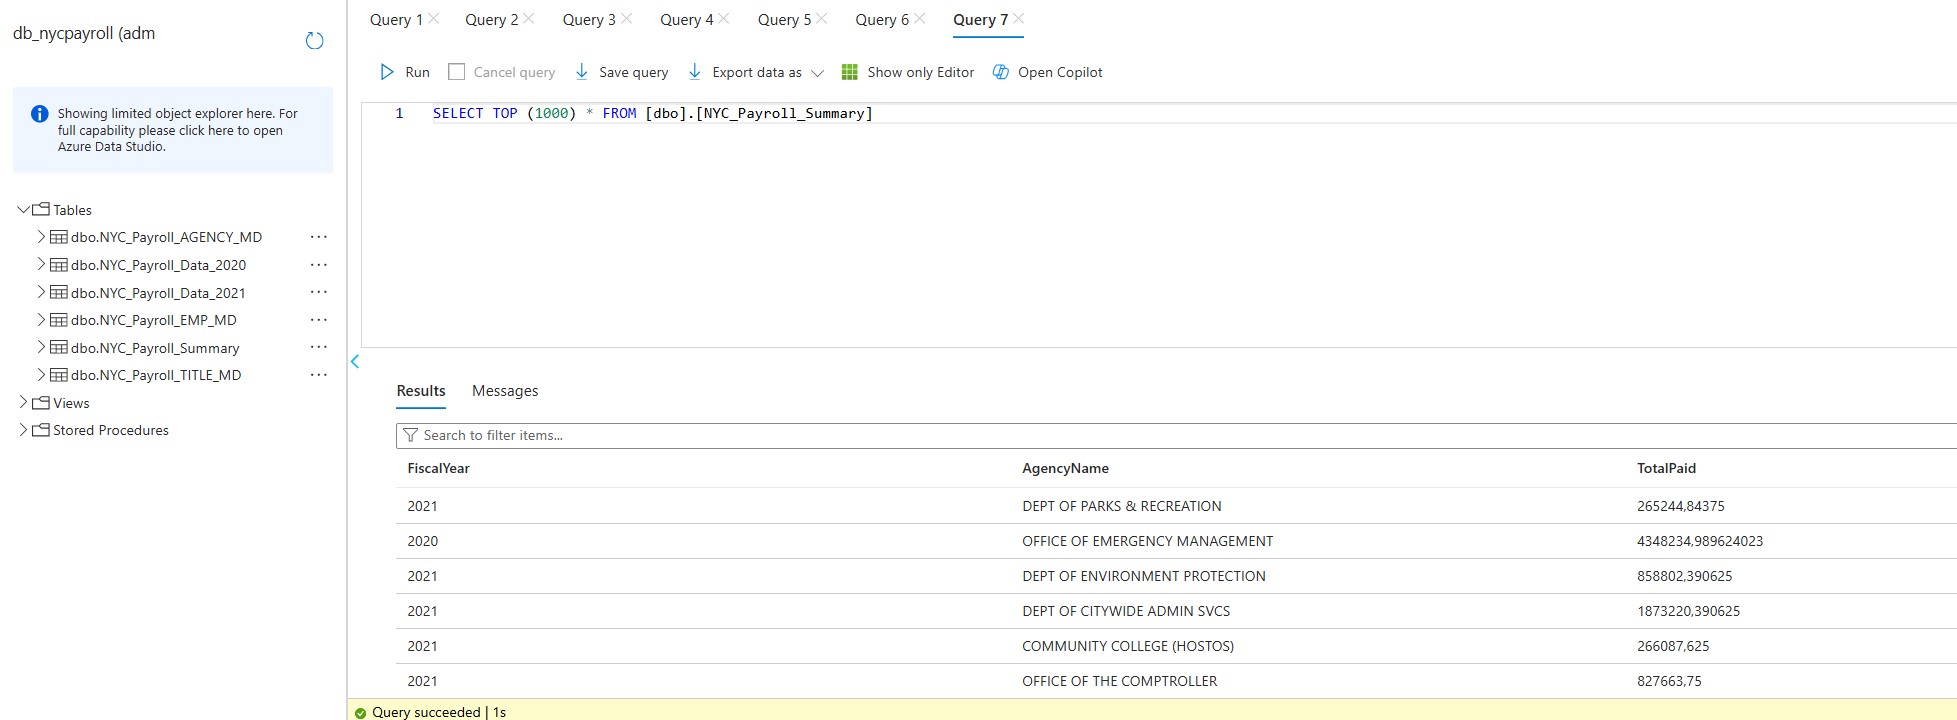 db_nycpayroll (adm
Showing limited object explorer here. For
full capability please click here to open
Azure Data Studio.
Tables
dbo.NYC_Payroll_AGENCY_MD ...
dbo.NYC_Payroll_Data_2020 ...
dbo.NYC_Payroll_Data_2021 ...
dbo.NYC_Payroll_EMP_MD ...
dbo.NYC_Payroll_Summary ...
dbo.NYC_Payroll_TITLE_MD ...
Views
Stored Procedures
Query 1 Query 2 Query 3 Query 4 Query 5 Query 6 Query 7
Run Cancel query Save query Export data as Show only Editor Open Copilot
1 SELECT TOP (1000) * FROM [dbo].[NYC_Payroll_Summary]
Results Messages
Search to filter items...
FiscalYear AgencyName TotalPaid
2021 DEPT OF PARKS & RECREATION 265244,84375
2020 OFFICE OF EMERGENCY MANAGEMENT 4348234,989624023
2021 DEPT OF ENVIRONMENT PROTECTION 858802,390625
2021 DEPT OF CITYWIDE ADMIN SVCS 1873220,390625
2021 COMMUNITY COLLEGE (HOSTOS) 266087,625
2021 OFFICE OF THE COMPTROLLER 827663,75
Query succeeded | 1s